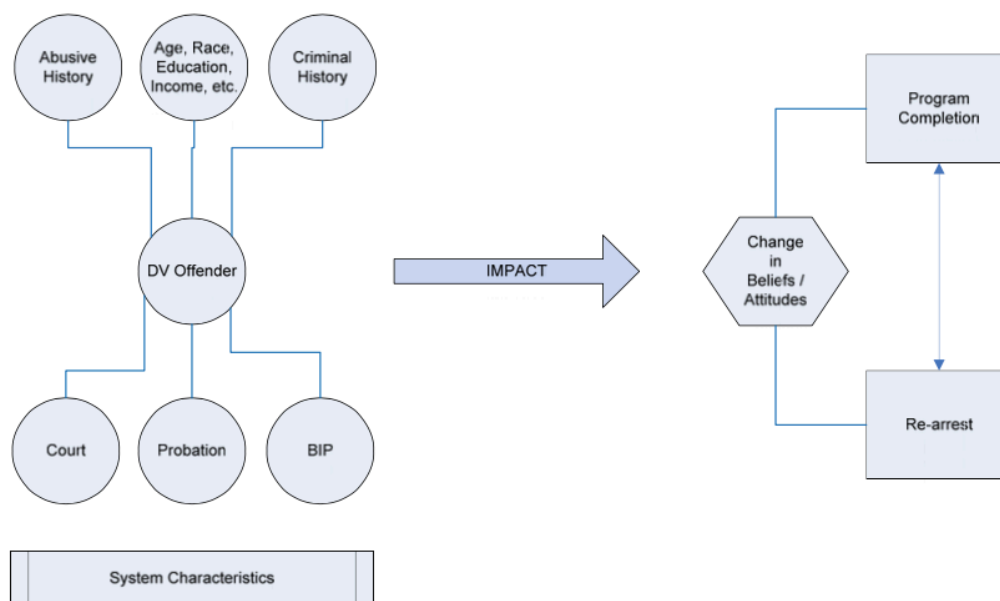 Abusive
History
Age, Race,
Education,
Income, etc.
Criminal
History
DV Offender
Court
Probation
BIP
System Characteristics
IMPACT
Change
in
Beliefs /
Attitudes
Program
Completion
Re-arrest